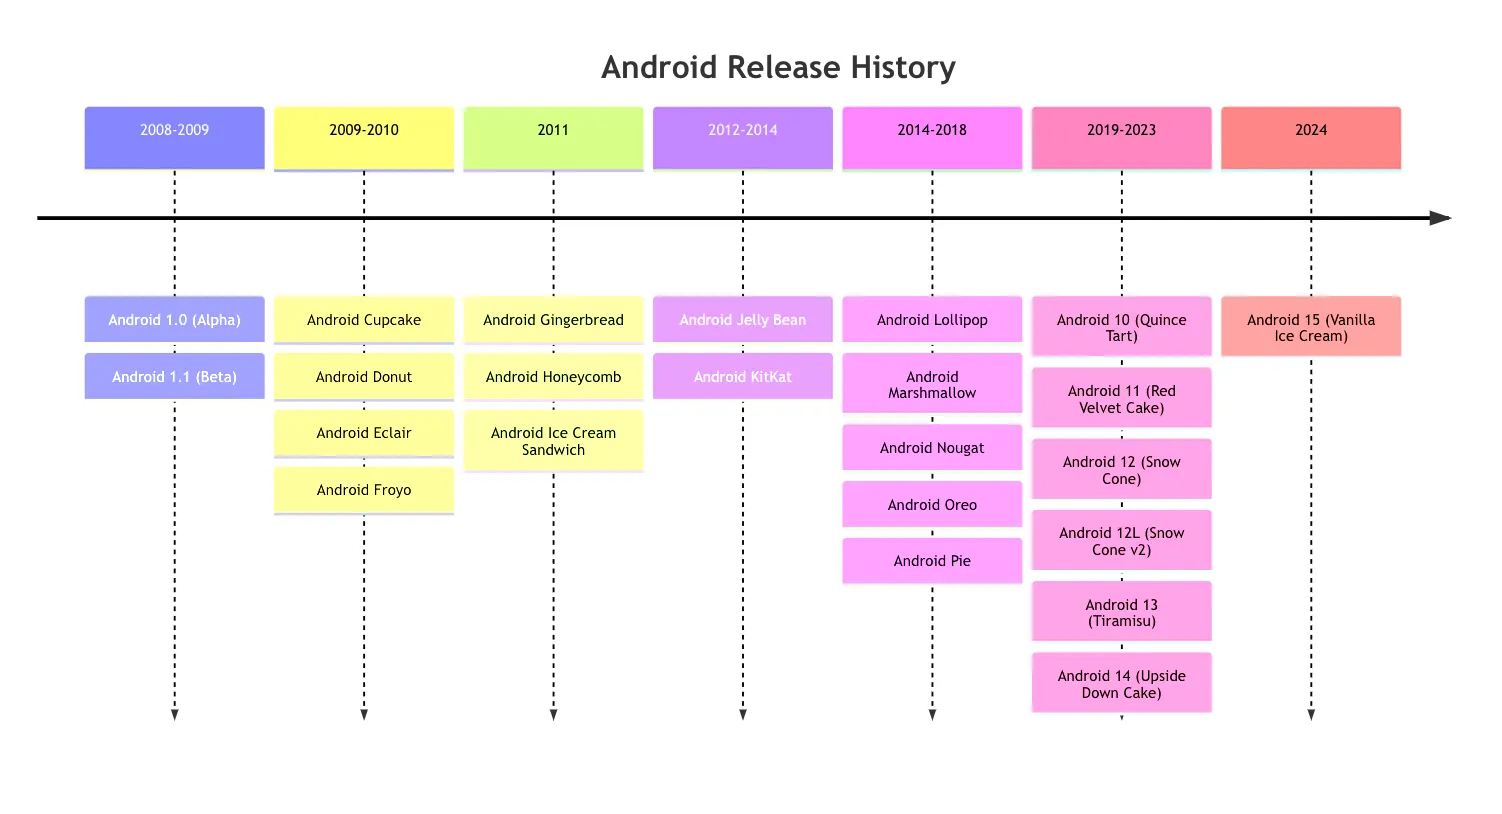 Android Release History
2008-2009
2009-2010
2011
2012-2014
2014-2018
2019-2023
2024
Android 1.0 (Alpha)
Android 1.1 (Beta)
Android Cupcake
Android Donut
Android Eclair
Android Froyo
Android Gingerbread
Android Honeycomb
Android Ice Cream
Sandwich
Android Jelly Bean
Android KitKat
Android Lollipop
Android
Marshmallow
Android Nougat
Android Oreo
Android Pie
Android 10 (Quince
Tart)
Android 11 (Red
Velvet Cake)
Android 12 (Snow
Cone)
Android 12L (Snow
Cone v2)
Android 13
(Tiramisu)
Android 14 (Upside
Down Cake)
Android 15 (Vanilla
Ice Cream)